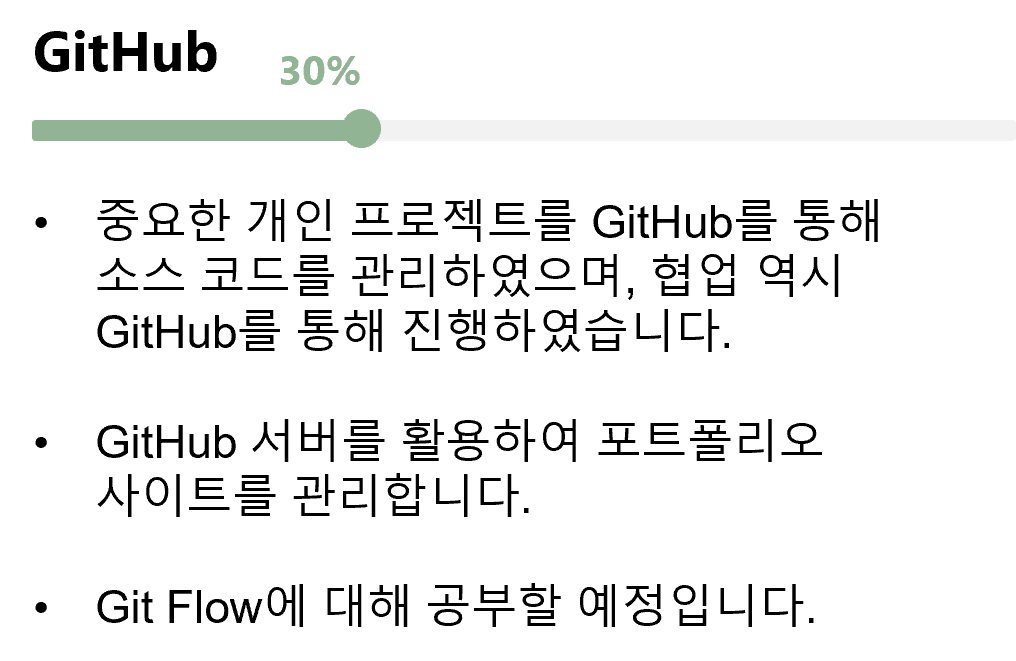 GitHub
30%
• 중요한 개인 프로젝트를 GitHub를 통해
소스 코드를 관리하였으며, 협업 역시
GitHub를 통해 진행하였습니다.
• GitHub 서버를 활용하여 포트폴리오
사이트를 관리합니다.
• Git Flow에 대해 공부할 예정입니다.